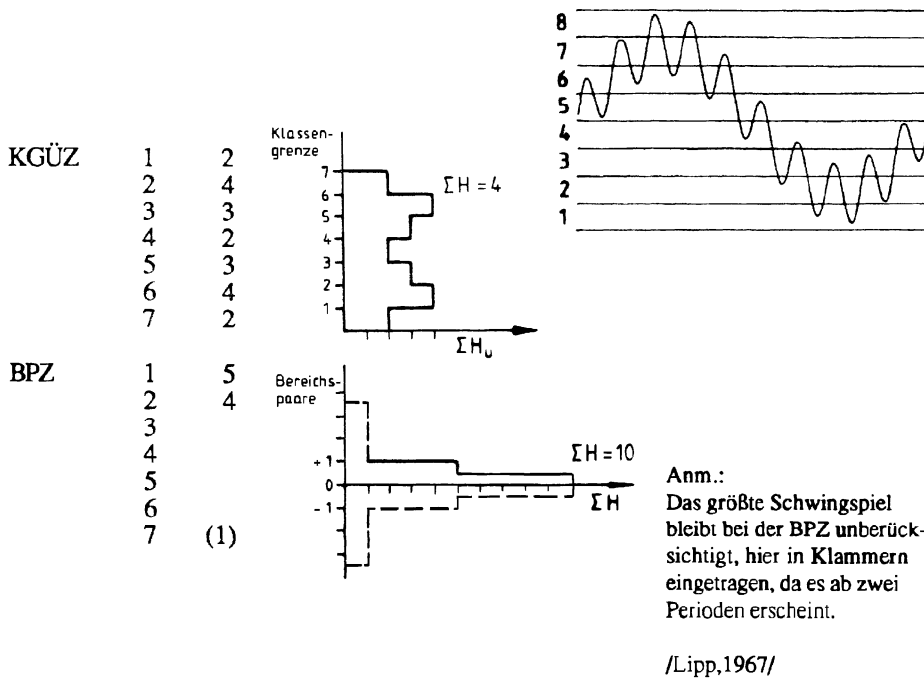 8
7
6
5
4
3
2
1
KGÜZ 1 2
2 4
3 3
4 2
5 3
6 4
7 2
Klassen-
grenze
7
6
5
4
3
2
1
ΣH = 4
ΣHᵤ
BPZ 1 5
2 4
3
4
5
6
7 (1)
Bereichs-
paare
+1
0
-1
ΣH = 10
ΣH
Anm.:
Das größte Schwingspiel
bleibt bei der BPZ unberück-
sichtigt, hier in Klammern
eingetragen, da es ab zwei
Perioden erscheint.
/Lipp,1967/